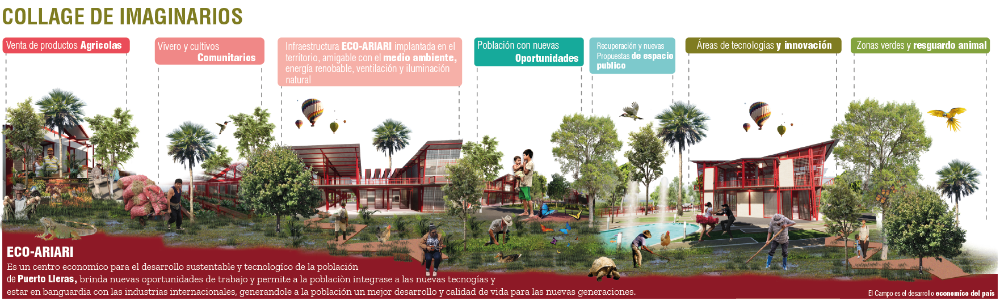 COLLAGE DE IMAGINARIOS
Venta de productos Agricolas
Vivero y cultivos
Comunitarios
Infraestructura ECO-ARIARI implantada en el
territorio, amigable con el medio ambiente,
energía renobable, ventilación y iluminación
natural
Población con nuevas
Oportunidades
Recuperación y nuevas
Propuestas de espacio
publico
Áreas de tecnologias y innovación
Zonas verdes y resguardo animal
ECO-ARIARI
Es un centro economíco para el desarrollo sustentable y tecnologíco de la población
de Puerto Lleras, brinda nuevas oportunidades de trabajo y permite a la poblaciòn integrase a las nuevas tecnogías y
estar en banguardia con las industrias internacionales, generandole a la población un mejor desarrollo y calidad de vida para las nuevas generaciones.
El Campo es el desarrollo economíco del país